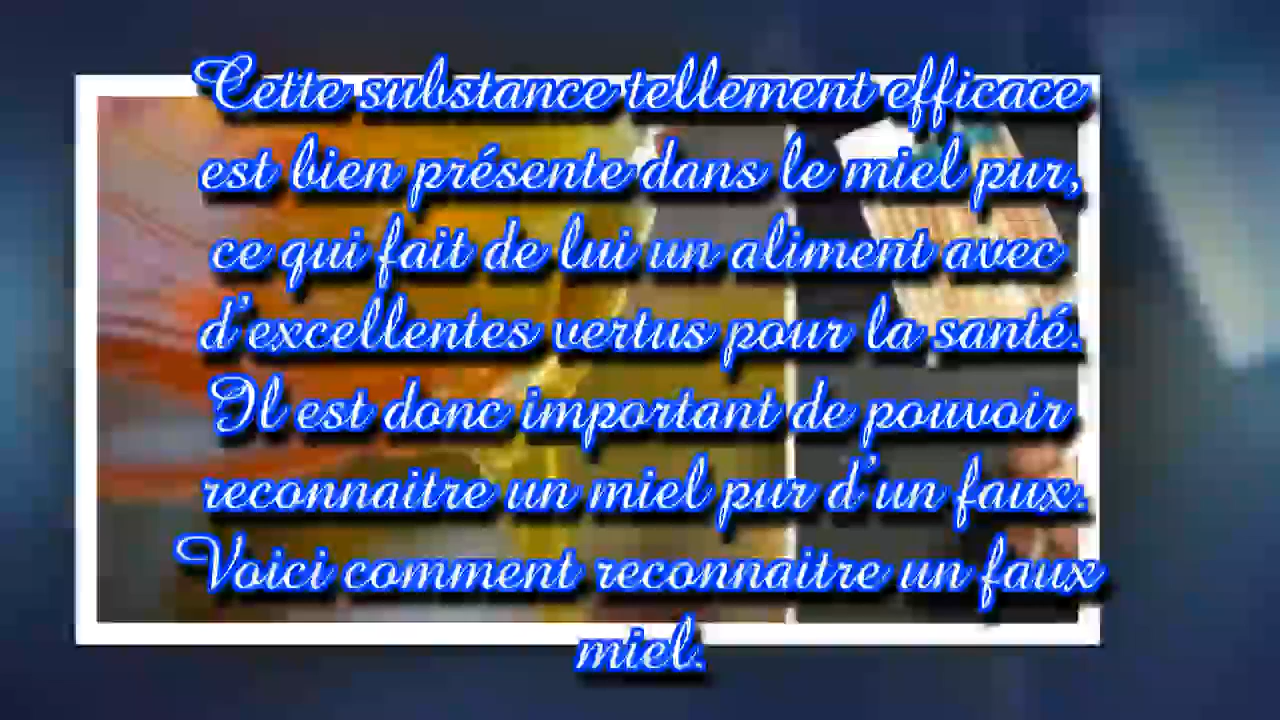 Cette substance tellement efficace
est bien présente dans le miel pur,
ce qui fait de lui un aliment avec
d'excellentes vertus pour la santé.
Il est donc important de pouvoir
reconnaitre un miel pur d'un faux.
Voici comment reconnaitre un faux
miel.